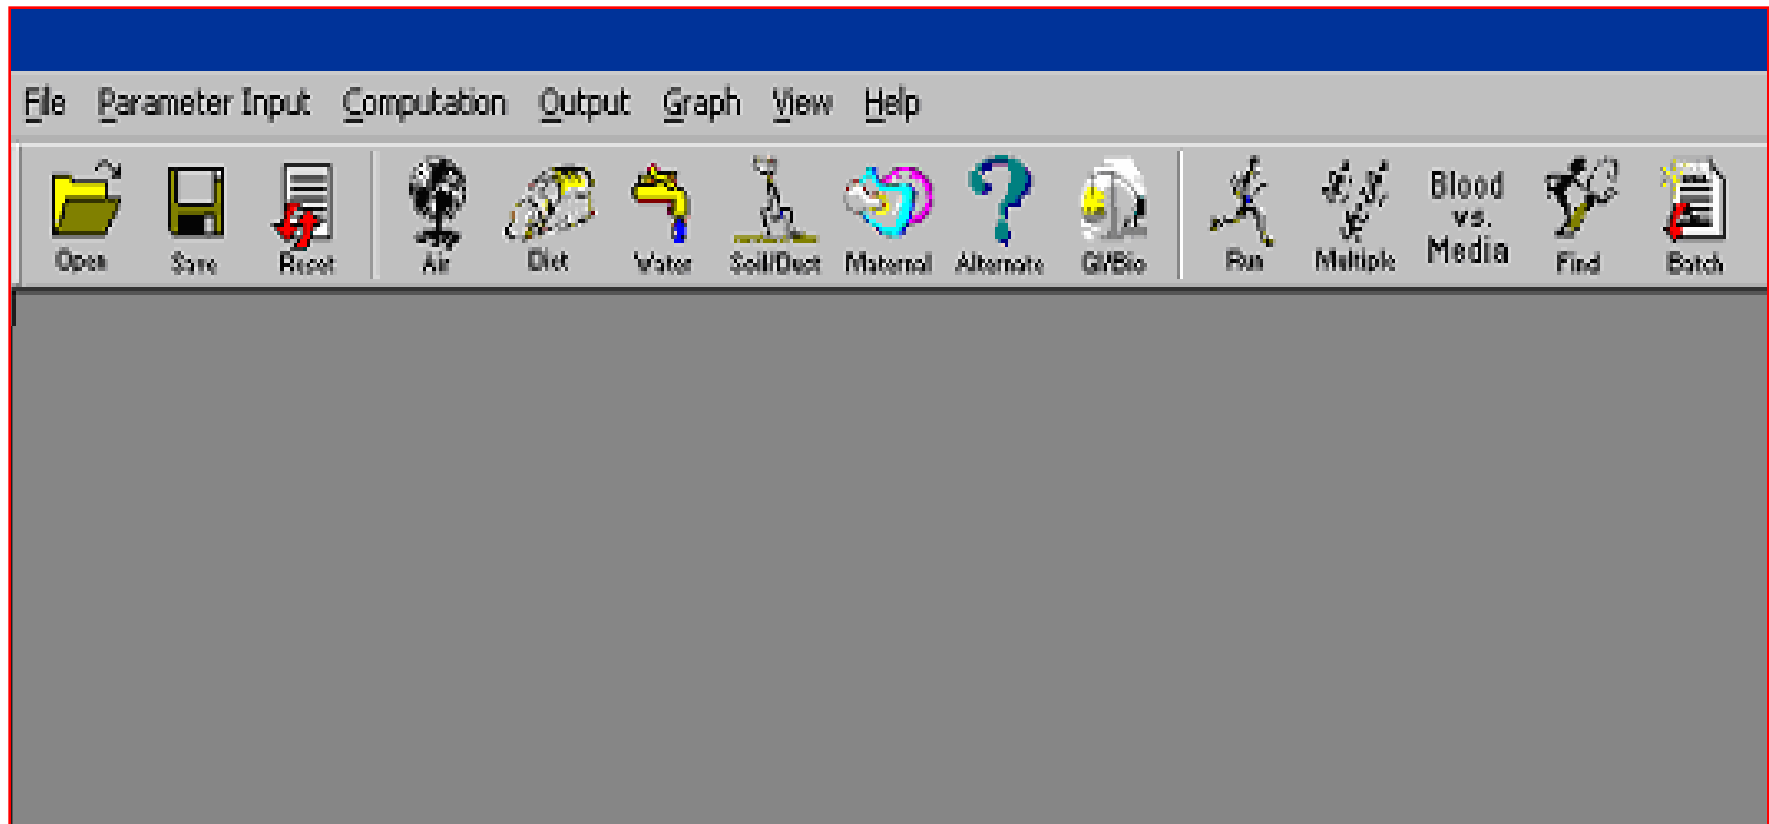 File Parameter Input Computation Output Graph View Help
Open Save Reset Air Diet Water Soil/Dust Maternal Alternate GI/Bio Run Multiple Blood vs. Media Find Batch